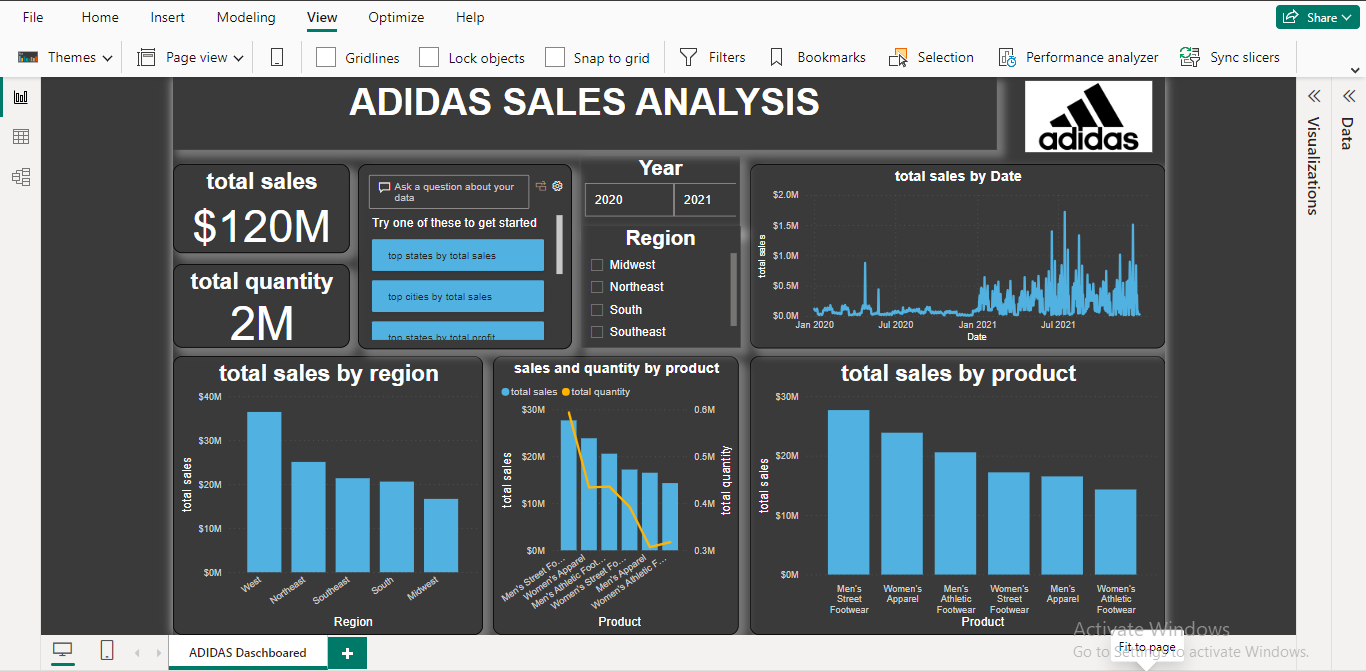 File Home Insert Modeling View Optimize Help
Share
Themes Page view Gridlines Lock objects Snap to grid Filters Bookmarks Selection Performance analyzer Sync slicers
ADIDAS SALES ANALYSIS
adidas
Visualizations
Data
total sales
$120M
total quantity
2M
Ask a question about your
data
Try one of these to get started
top states by total sales
top cities by total sales
top states by total profit
Year
2020 2021
Region
Midwest
Northeast
South
Southeast
total sales by Date
total sales
$2.0M
$1.5M
$1.0M
$0.5M
$0.0M
Jan 2020 Jul 2020 Jan 2021 Jul 2021
Date
total sales by region
total sales
$40M
$30M
$20M
$10M
$0M
West Northeast Southeast South Midwest
Region
sales and quantity by product
total sales total quantity
total sales
$30M
$20M
$10M
$0M
0.6M
0.5M
0.4M
0.3M
total quantity
Men's Street Fo...
Women's Apparel
Men's Athletic Foot...
Women's Street Fo...
Men's Apparel
Women's Athletic F...
Product
total sales by product
total sales
$30M
$20M
$10M
$0M
Men's
Street
Footwear
Women's
Apparel
Men's
Athletic
Footwear
Women's
Street
Footwear
Men's
Apparel
Women's
Athletic
Footwear
Product
Activate Windows
Go to Settings to activate Windows.
Fit to page
ADIDAS Daschboared
+